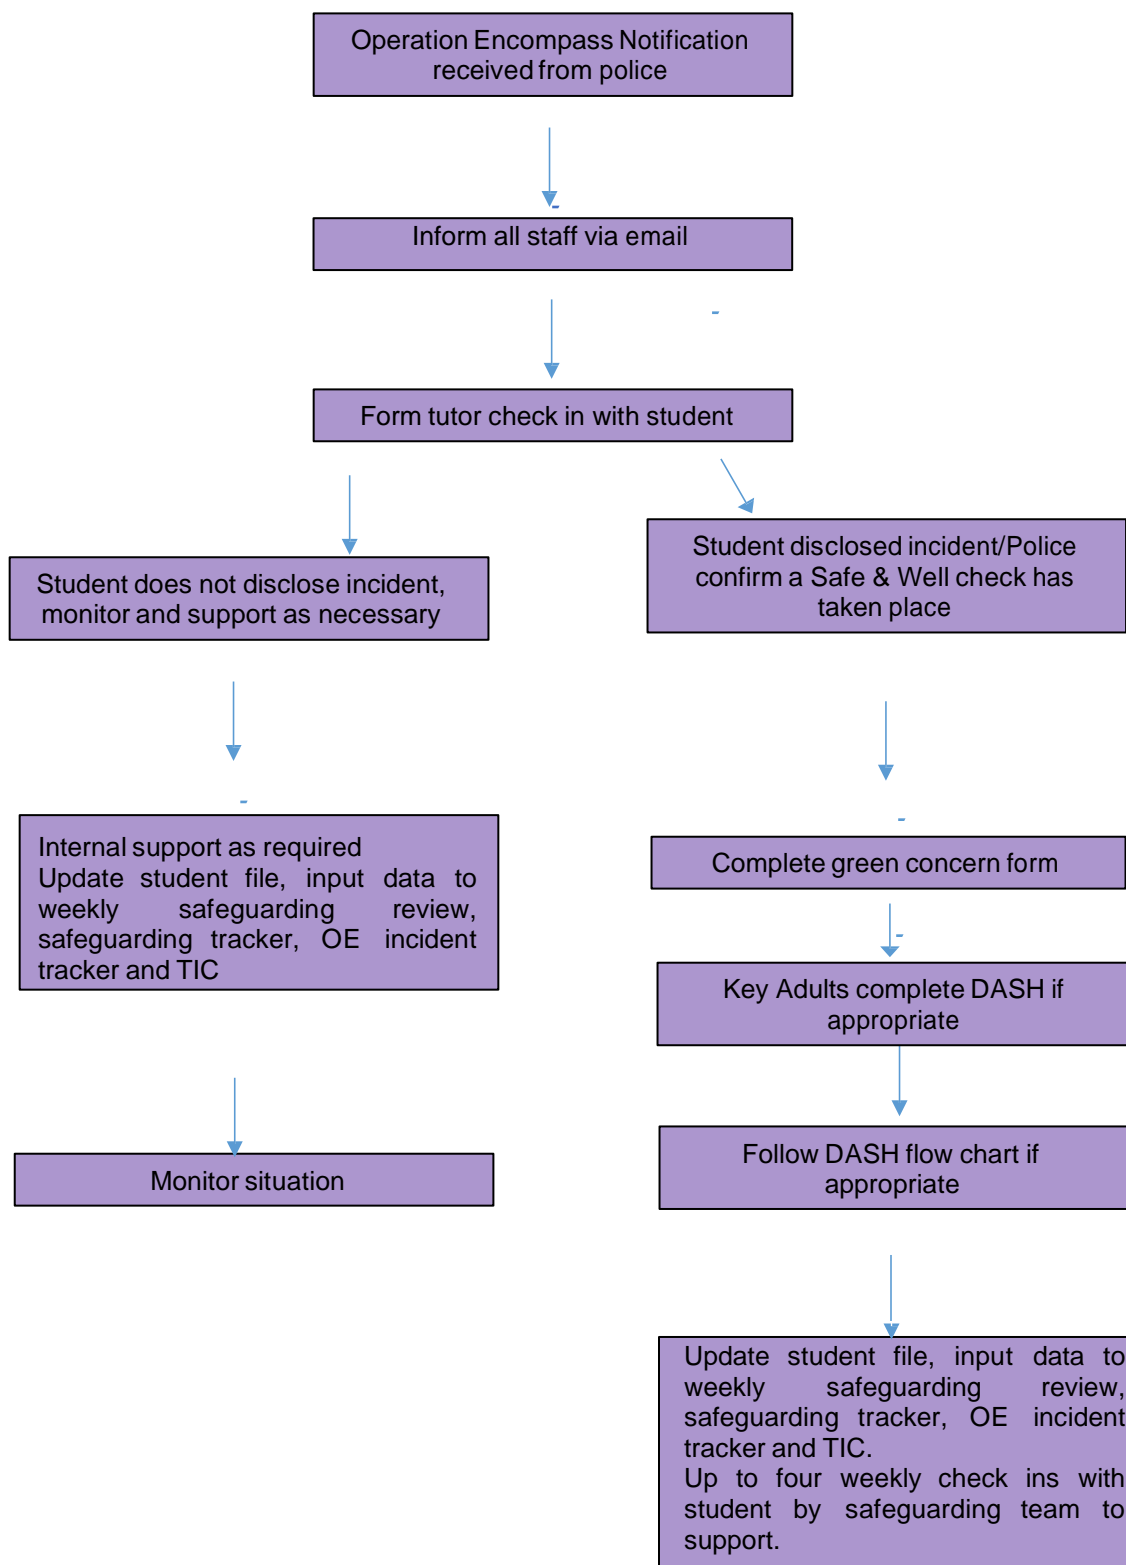 Operation Encompass Notification
received from police
Inform all staff via email
Form tutor check in with student
Student does not disclose incident,
monitor and support as necessary
Student disclosed incident/Police
confirm a Safe & Well check has
taken place
Internal support as required
Update student file, input data to
weekly safeguarding review,
safeguarding tracker, OE incident
tracker and TIC
Monitor situation
Complete green concern form
Key Adults complete DASH if
appropriate
Follow DASH flow chart if
appropriate
Update student file, input data to
weekly safeguarding review,
safeguarding tracker, OE incident
tracker and TIC.
Up to four weekly check ins with
student by safeguarding team to
support.